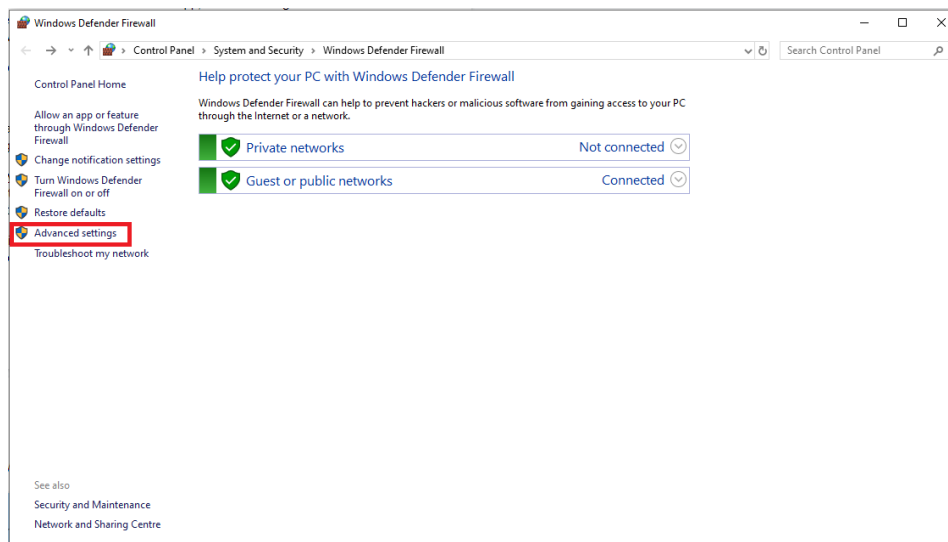 Windows Defender Firewall
Control Panel › System and Security › Windows Defender Firewall
Search Control Panel
Control Panel Home
Allow an app or feature
through Windows Defender
Firewall
Change notification settings
Turn Windows Defender
Firewall on or off
Restore defaults
Advanced settings
Troubleshoot my network
Help protect your PC with Windows Defender Firewall
Windows Defender Firewall can help to prevent hackers or malicious software from gaining access to your PC
through the Internet or a network.
Private networks Not connected
Guest or public networks Connected
See also
Security and Maintenance
Network and Sharing Centre